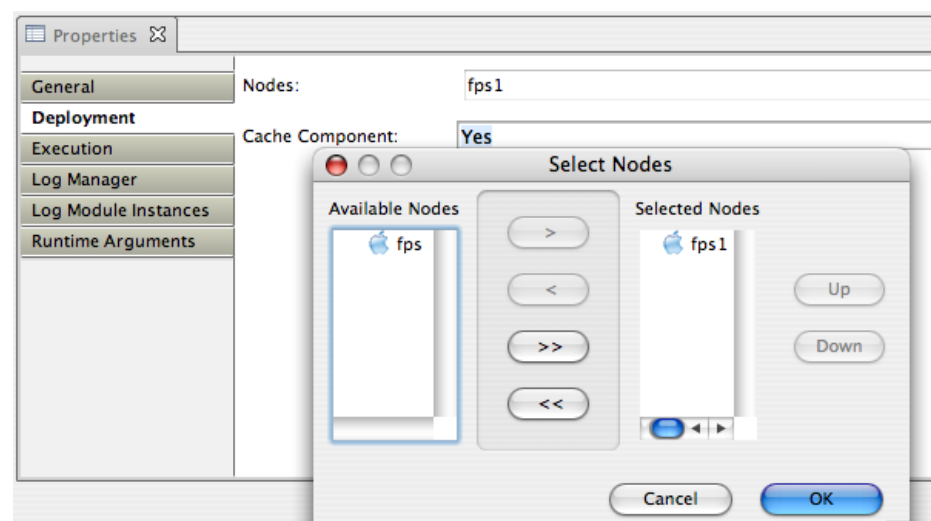 Properties
General
Nodes:
fps1
Deployment
Cache Component:
Yes
Execution
Log Manager
Log Module Instances
Runtime Arguments
Select Nodes
Available Nodes
Selected Nodes
fps
fps1
>
<
>>
<<
Up
Down
Cancel
OK